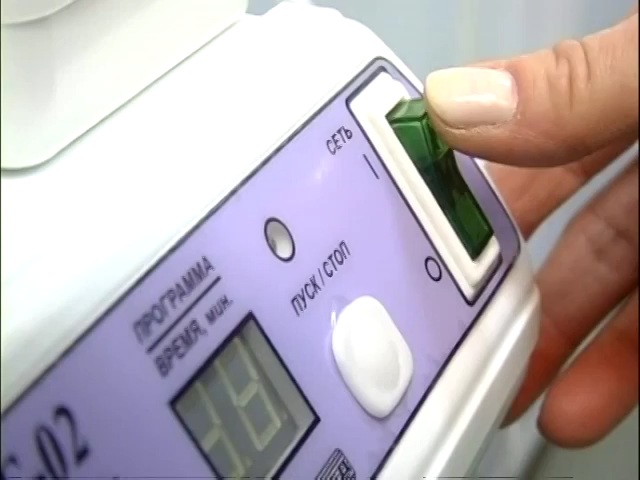 СЕТЬ
I
O
ПУСК / СТОП
ПРОГРАММА
ВРЕМЯ, мин.
-02